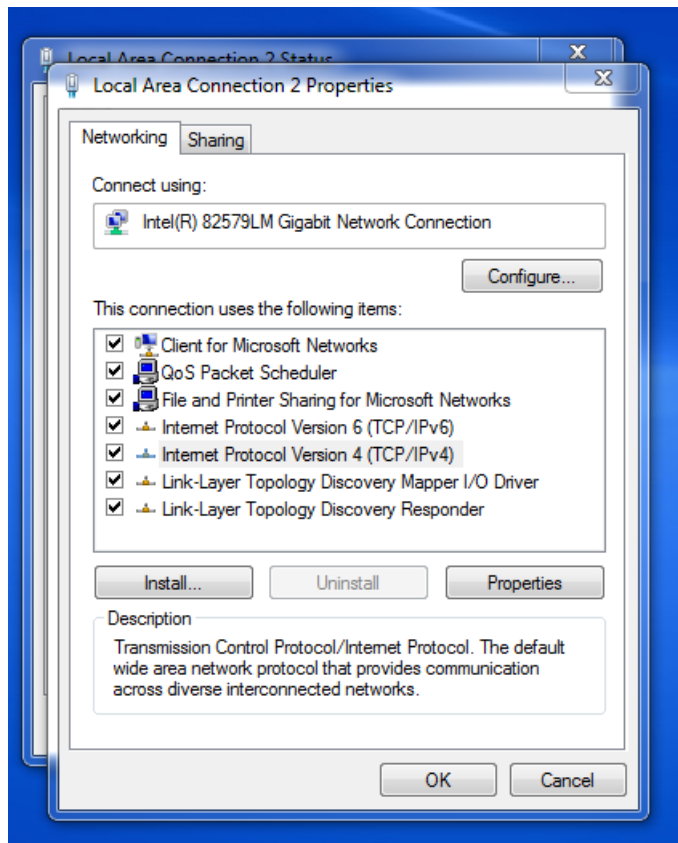 Local Area Connection 2 Status
Local Area Connection 2 Properties
Networking
Sharing
Connect using:
Intel(R) 82579LM Gigabit Network Connection
Configure...
This connection uses the following items:
Client for Microsoft Networks
QoS Packet Scheduler
File and Printer Sharing for Microsoft Networks
Internet Protocol Version 6 (TCP/IPv6)
Internet Protocol Version 4 (TCP/IPv4)
Link-Layer Topology Discovery Mapper I/O Driver
Link-Layer Topology Discovery Responder
Install...
Uninstall
Properties
Description
Transmission Control Protocol/Internet Protocol. The default
wide area network protocol that provides communication
across diverse interconnected networks.
OK
Cancel